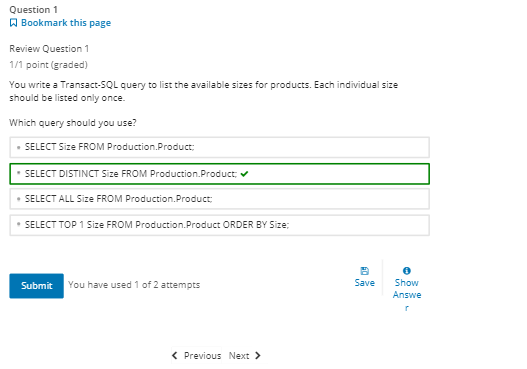 Question 1
Bookmark this page
Review Question 1
1/1 point (graded)
You write a Transact-SQL query to list the available sizes for products. Each individual size
should be listed only once.
Which query should you use?
SELECT Size FROM Production.Product;
SELECT DISTINCT Size FROM Production.Product; ✔
SELECT ALL Size FROM Production.Product;
SELECT TOP 1 Size FROM Production.Product ORDER BY Size;
Submit You have used 1 of 2 attempts
Save
Show
Answe
r
Previous Next